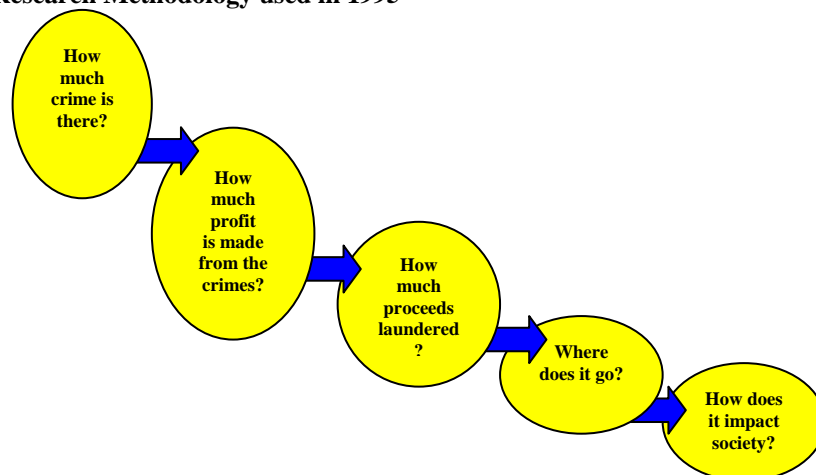 Research Methodology used in 1995
How
much
crime is
there?
How
much
profit
is made
from the
crimes?
How
much
proceeds
laundered
?
Where
does it go?
How does
it impact
society?